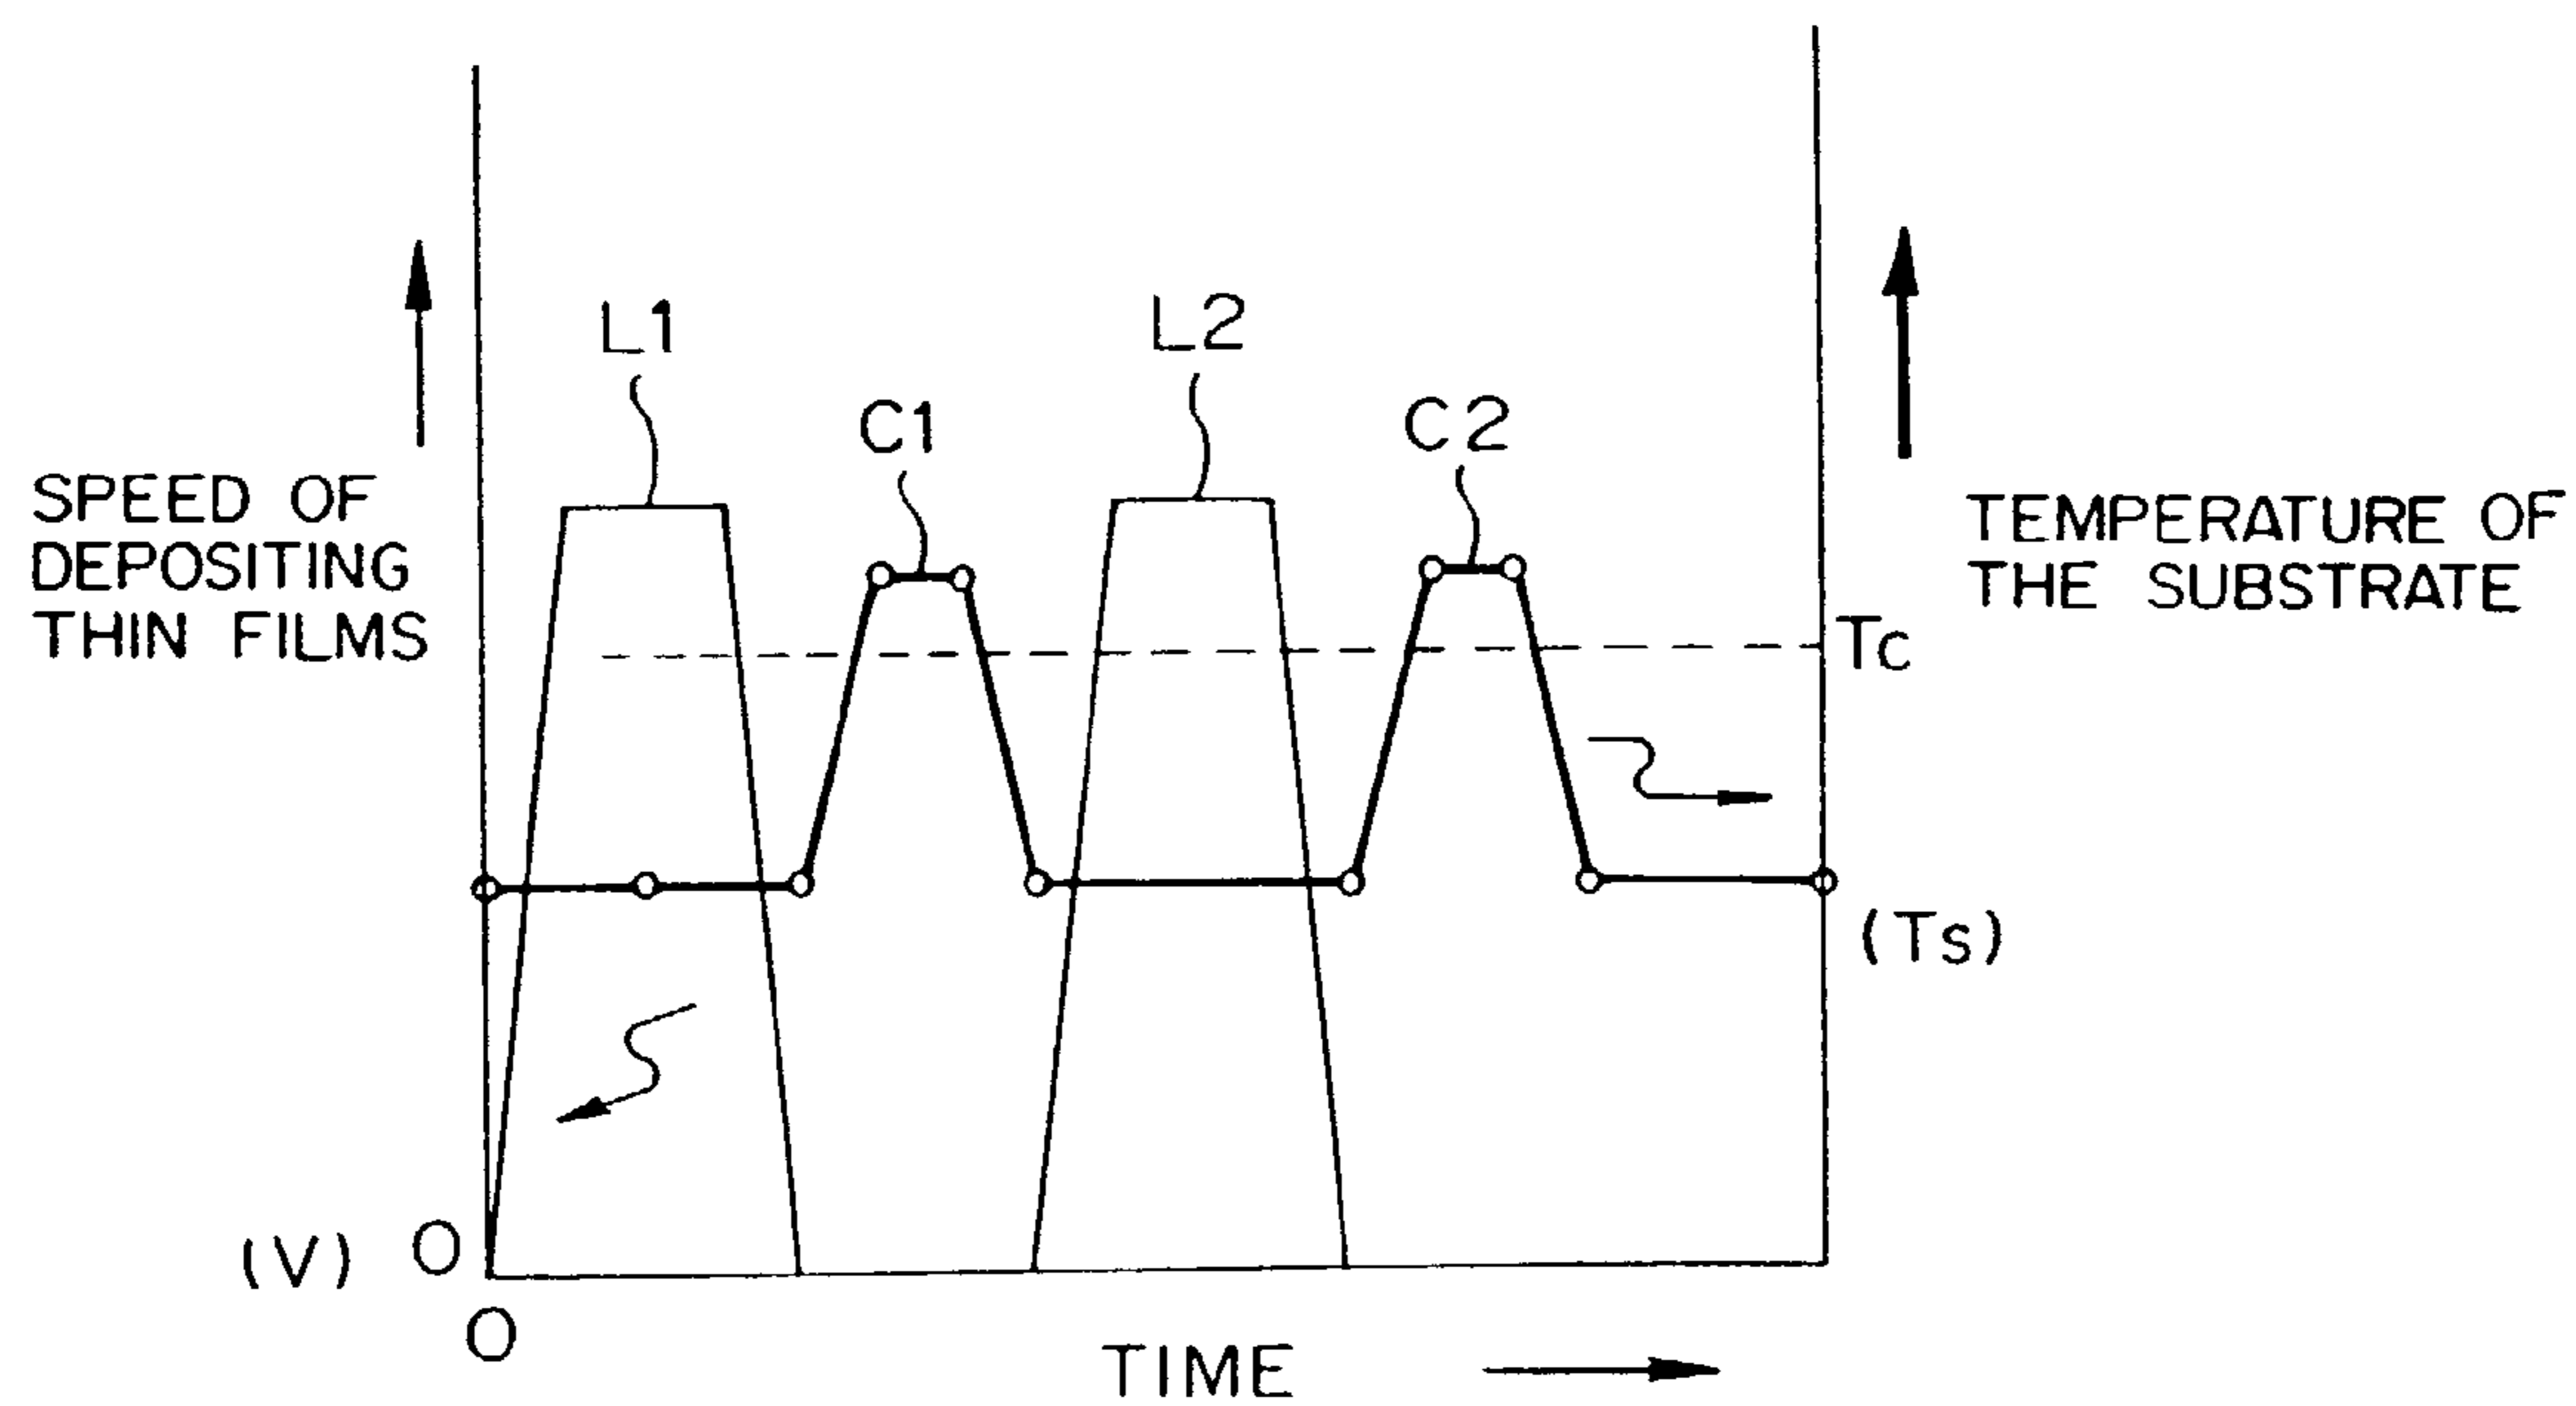 L1
L2
C1
C2
SPEED OF
DEPOSITING
THIN FILMS
TEMPERATURE OF
THE SUBSTRATE
Tc
(Ts)
(V)
O
O
TIME